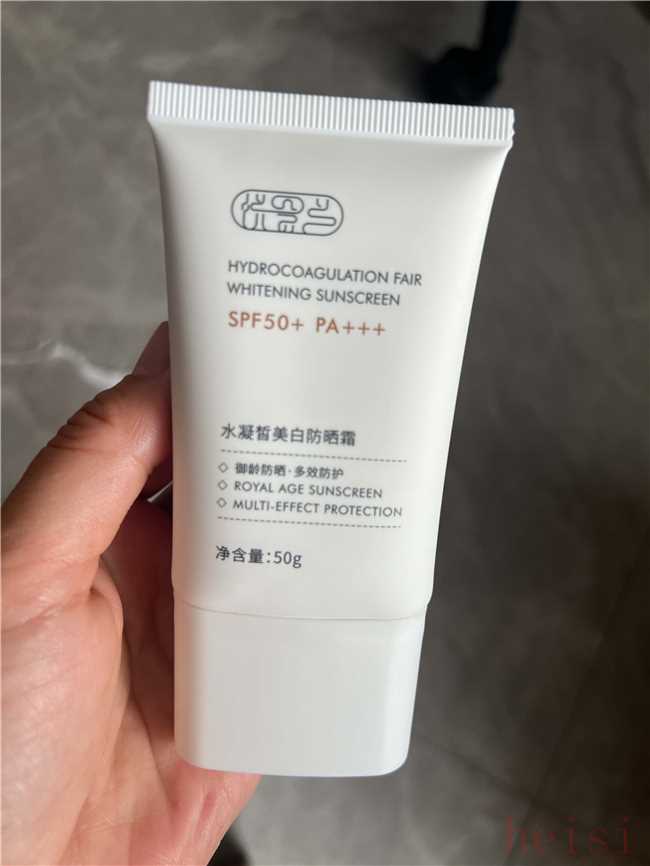 HYDROCOAGULATION FAIR
WHITENING SUNSCREEN
SPF50+ PA+++
水凝皙美白防晒霜
御龄防晒·多效防护
ROYAL AGE SUNSCREEN
MULTI-EFFECT PROTECTION
净含量:50g
heisi